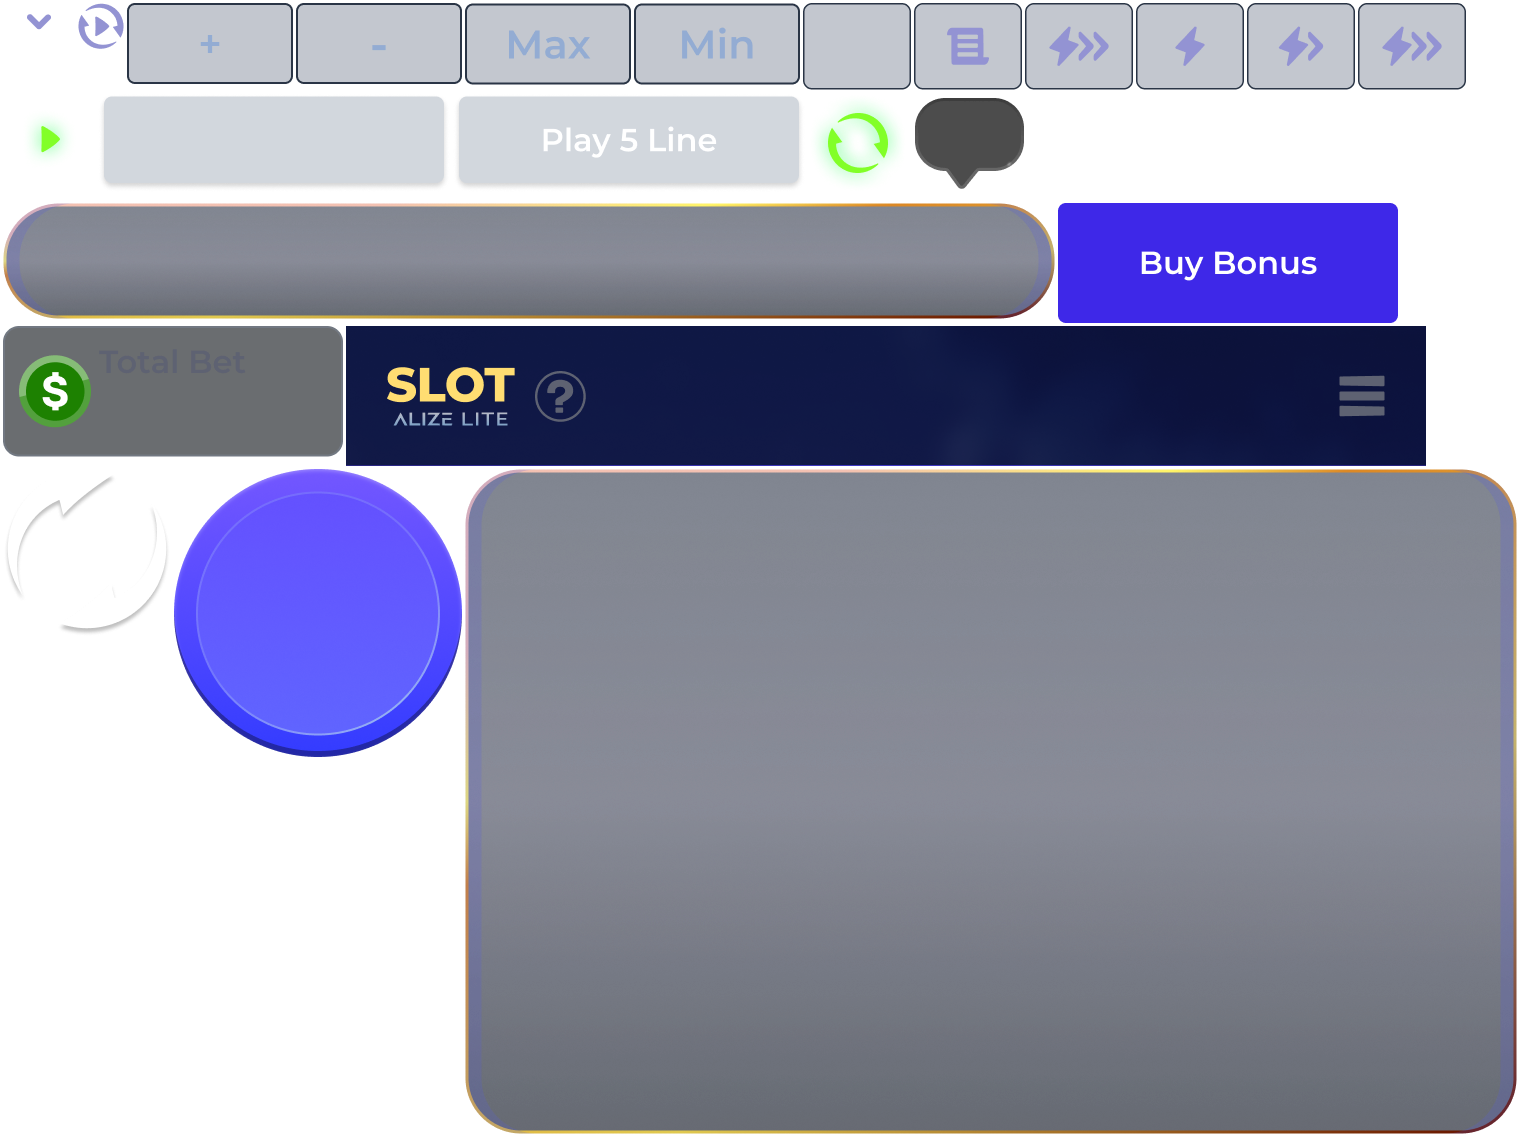 +
-
Max
Min
Play 5 Line
Buy Bonus
Total Bet
$
SLOT
ALIZE LITE
?